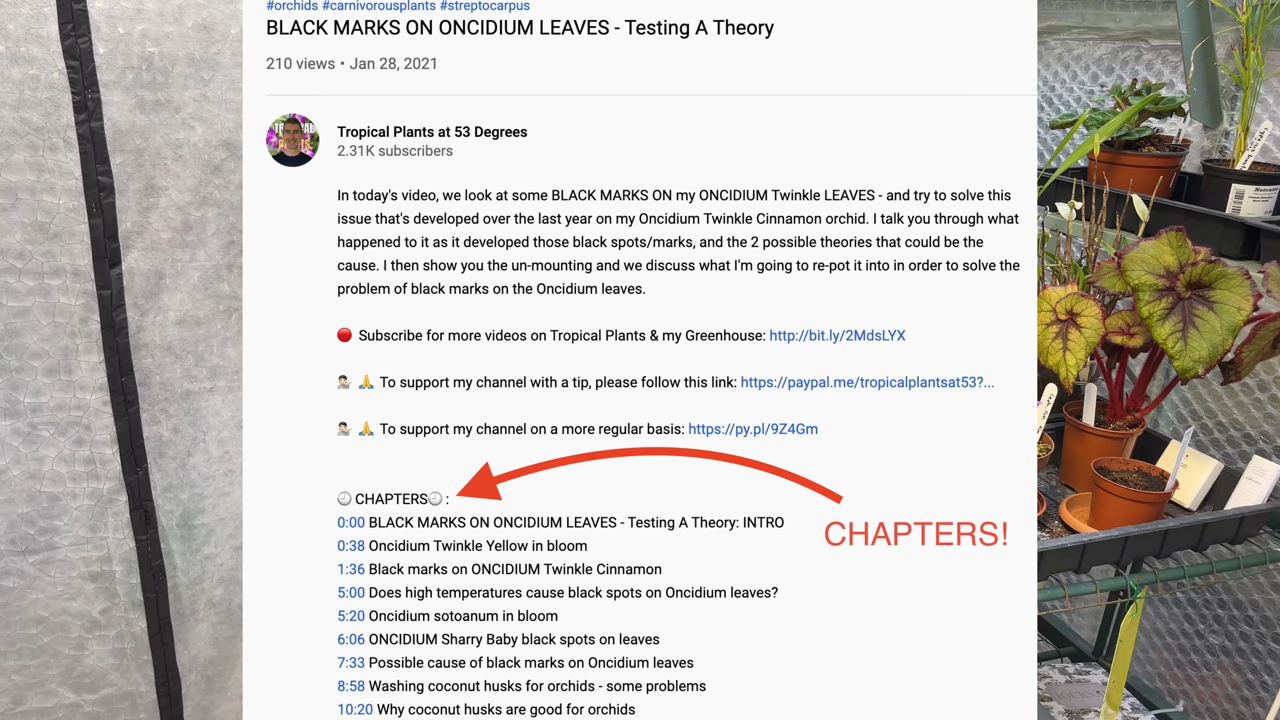 #orchids #carnivorousplants #streptocarpus
BLACK MARKS ON ONCIDIUM LEAVES - Testing A Theory
210 views • Jan 28, 2021
Tropical Plants at 53 Degrees
2.31K subscribers
In today's video, we look at some BLACK MARKS ON my ONCIDIUM Twinkle LEAVES - and try to solve this
issue that's developed over the last year on my Oncidium Twinkle Cinnamon orchid. I talk you through what
happened to it as it developed those black spots/marks, and the 2 possible theories that could be the
cause. I then show you the un-mounting and we discuss what I'm going to re-pot it into in order to solve the
problem of black marks on the Oncidium leaves.
Subscribe for more videos on Tropical Plants & my Greenhouse: http://bit.ly/2MdsLYX
To support my channel with a tip, please follow this link: https://paypal.me/tropicalplantsat53?...
To support my channel on a more regular basis: https://py.pl/9Z4Gm
CHAPTERS :
0:00 BLACK MARKS ON ONCIDIUM LEAVES - Testing A Theory: INTRO
CHAPTERS!
0:38 Oncidium Twinkle Yellow in bloom
1:36 Black marks on ONCIDIUM Twinkle Cinnamon
5:00 Does high temperatures cause black spots on Oncidium leaves?
5:20 Oncidium sotoanum in bloom
6:06 ONCIDIUM Sharry Baby black spots on leaves
7:33 Possible cause of black marks on Oncidium leaves
8:58 Washing coconut husks for orchids - some problems
10:20 Why coconut husks are good for orchids